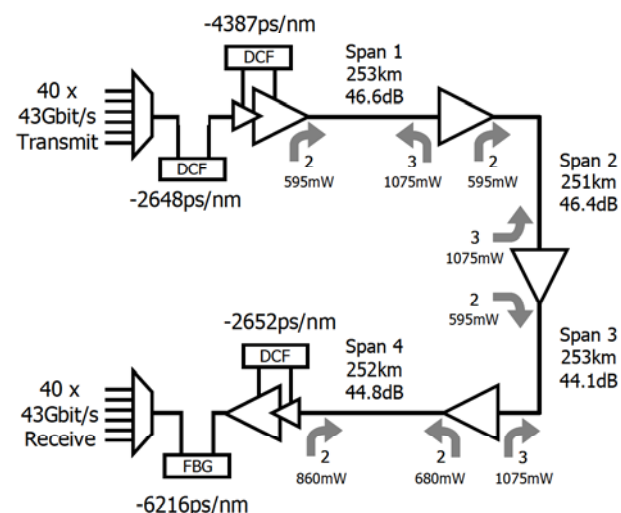 -4387ps/nm
DCF
40 x
43Gbit/s
Transmit
DCF
-2648ps/nm
Span 1
253km
46.6dB
2
595mW
3
1075mW
2
595mW
Span 2
251km
46.4dB
3
1075mW
2
595mW
Span 3
253km
44.1dB
-2652ps/nm
DCF
Span 4
252km
44.8dB
40 x
43Gbit/s
Receive
FBG
-6216ps/nm
2
860mW
2
680mW
3
1075mW